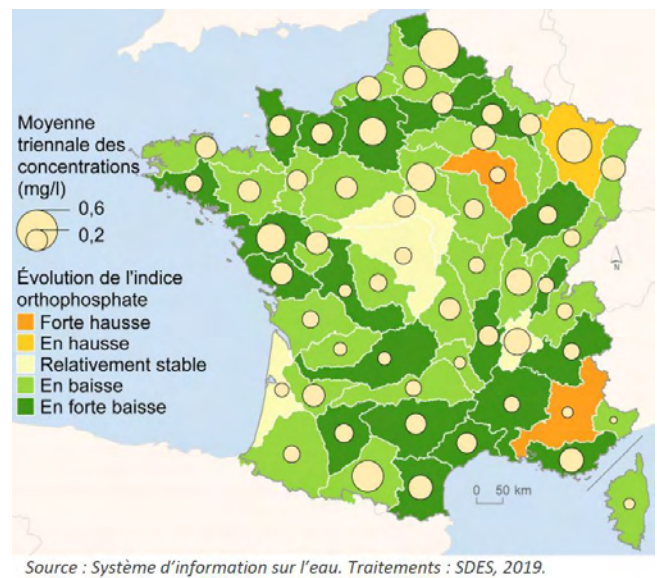 Moyenne
triennale des
concentrations
(mg/l)
0,6
0,2
Évolution de l'indice
orthophosphate
Forte hausse
En hausse
Relativement stable
En baisse
En forte baisse
N
0 50 km
Source : Système d'information sur l'eau. Traitements : SDES, 2019.